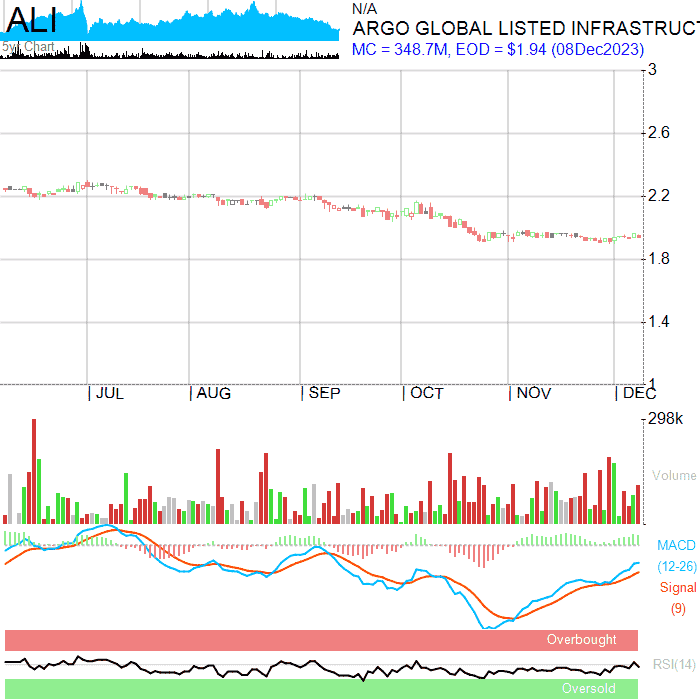 ALI
5yr Chart
N/A
ARGO GLOBAL LISTED INFRASTRUCT
MC = 348.7M, EOD = $1.94 (08Dec2023)
3
2.6
2.2
1.8
1.4
1
JUL AUG SEP OCT NOV DEC
298k
Volume
MACD
(12-26)
Signal
(9)
Overbought
RSI(14)
Oversold